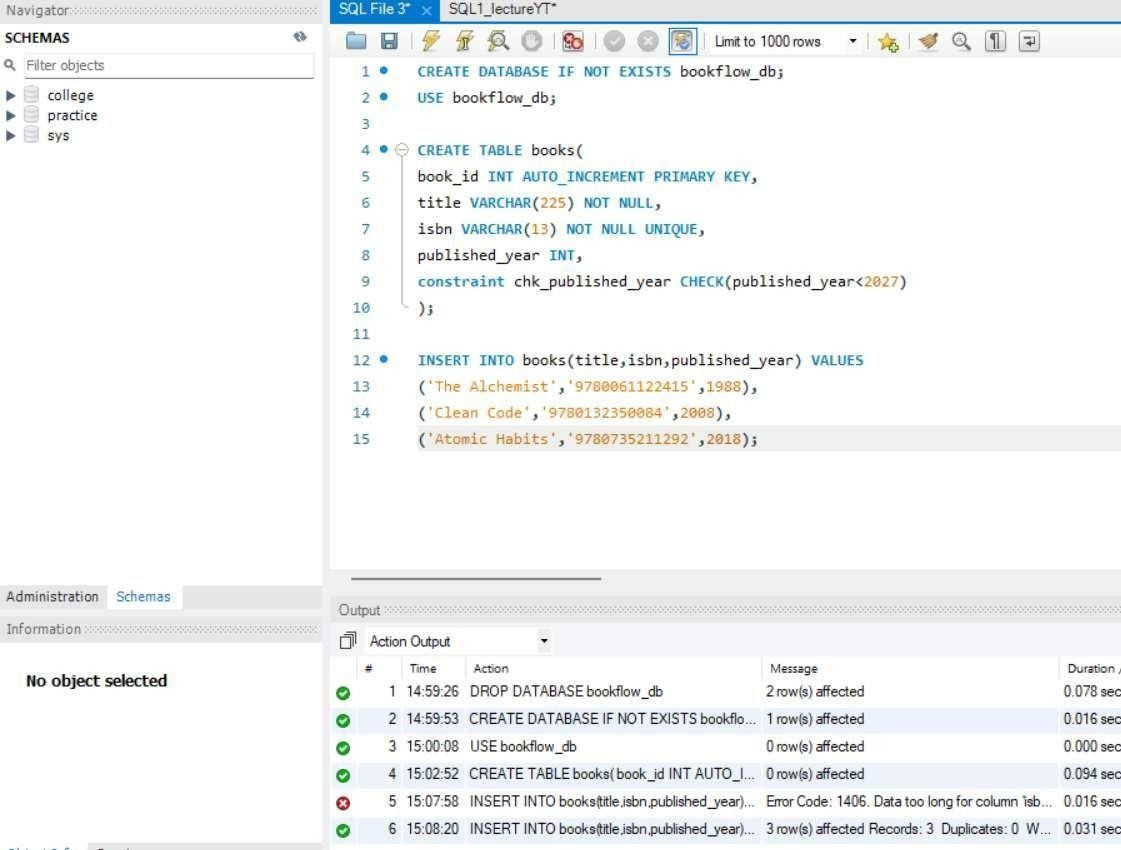 Navigator
SCHEMAS
Filter objects
college
practice
sys
Administration Schemas
Information
No object selected
SQL File 3* × SQL1_lectureYT*
Limit to 1000 rows
1 CREATE DATABASE IF NOT EXISTS bookflow_db;
2 USE bookflow_db;
3
4 CREATE TABLE books(
5 book_id INT AUTO_INCREMENT PRIMARY KEY,
6 title VARCHAR(225) NOT NULL,
7 isbn VARCHAR(13) NOT NULL UNIQUE,
8 published_year INT,
9 constraint chk_published_year CHECK(published_year<2027)
10 );
11
12 INSERT INTO books(title,isbn,published_year) VALUES
13 ('The Alchemist','9780061122415',1988),
14 ('Clean Code','9780132350084',2008),
15 ('Atomic Habits','9780735211292',2018);
Output
Action Output
# Time Action Message Duration /
1 14:59:26 DROP DATABASE bookflow_db 2 row(s) affected 0.078 sec
2 14:59:53 CREATE DATABASE IF NOT EXISTS bookflo... 1 row(s) affected 0.016 sec
3 15:00:08 USE bookflow_db 0 row(s) affected 0.000 sec
4 15:02:52 CREATE TABLE books( book_id INT AUTO_I... 0 row(s) affected 0.094 sec
5 15:07:58 INSERT INTO books(title,isbn,published_year)... Error Code: 1406. Data too long for column 'isb... 0.016 sec
6 15:08:20 INSERT INTO books(title,isbn,published_year)... 3 row(s) affected Records: 3 Duplicates: 0 W... 0.031 sec